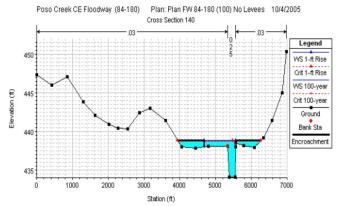 Poso Creek CE Floodway (84-180) Plan: Plan FW 84-180 (100) No Levees 10/4/2005
Cross Section 140
.03
.025
.03
Legend
WS 1-ft Rise
Crit 1-ft Rise
WS 100-year
Crit 100-year
Ground
Bank Sta
Encroachment
Elevation (ft)
450
445
440
435
0 1000 2000 3000 4000 5000 6000 7000
Station (ft)